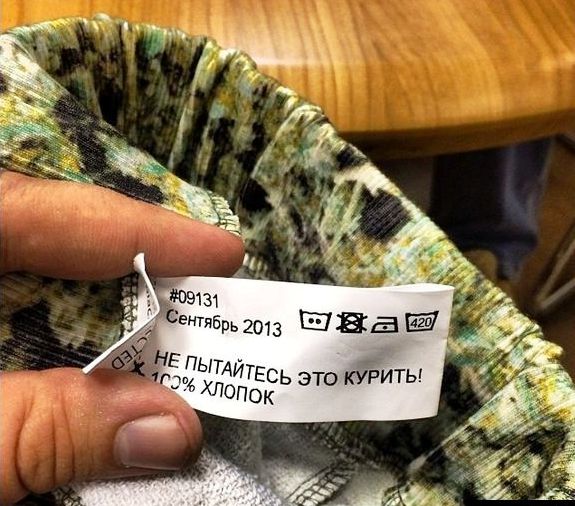 #09131
Сентябрь 2013
420
НЕ ПЫТАЙТЕСЬ ЭТО КУРИТЬ!
100% ХЛОПОК